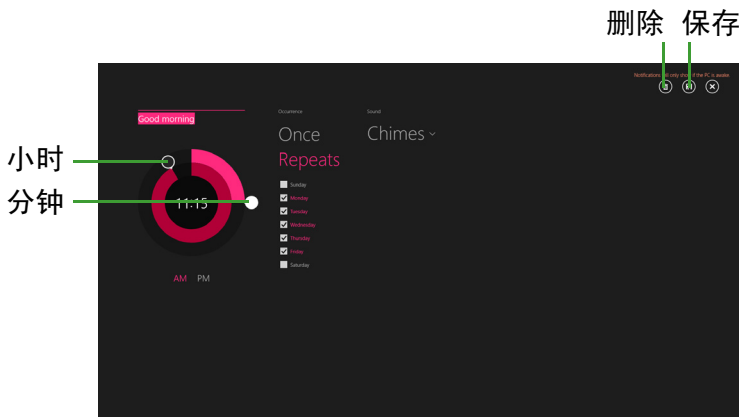 删除 保存
Notifications will only show if the PC is awake
Good morning
Occurrence
Sound
Once
Chimes
Repeats
小时
分钟
11:15
Sunday
Monday
Tuesday
Wednesday
Thursday
Friday
Saturday
AM PM